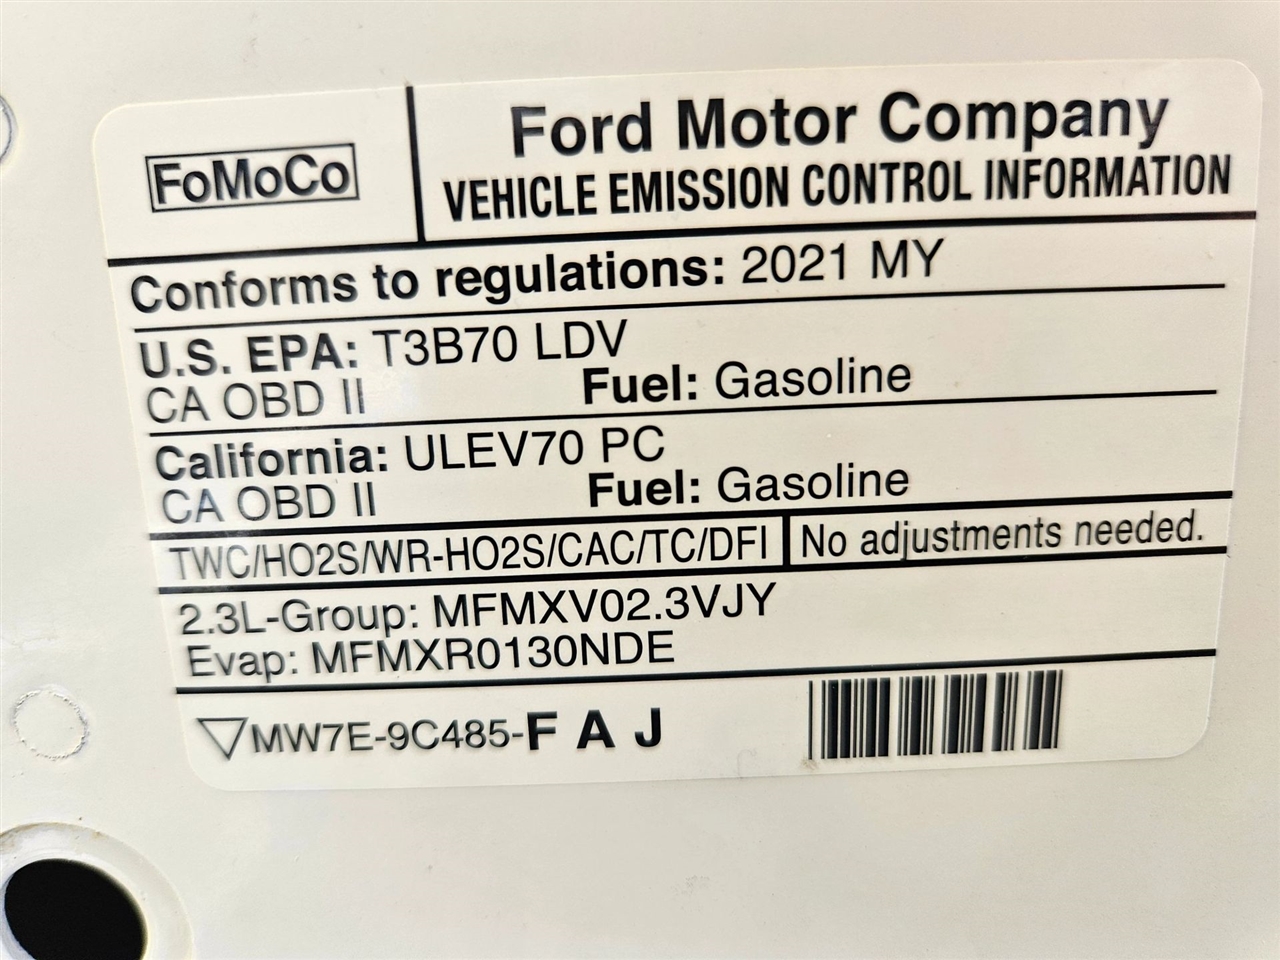 FoMoCo
Ford Motor Company
VEHICLE EMISSION CONTROL INFORMATION
Conforms to regulations: 2021 MY
U.S. EPA: T3B70 LDV
CA OBD II Fuel: Gasoline
California: ULEV70 PC
CA OBD II Fuel: Gasoline
TWC/HO2S/WR-HO2S/CAC/TC/DFI No adjustments needed.
2.3L-Group: MFMXV02.3VJY
Evap: MFMXR0130NDE
▽MW7E-9C485-F A J